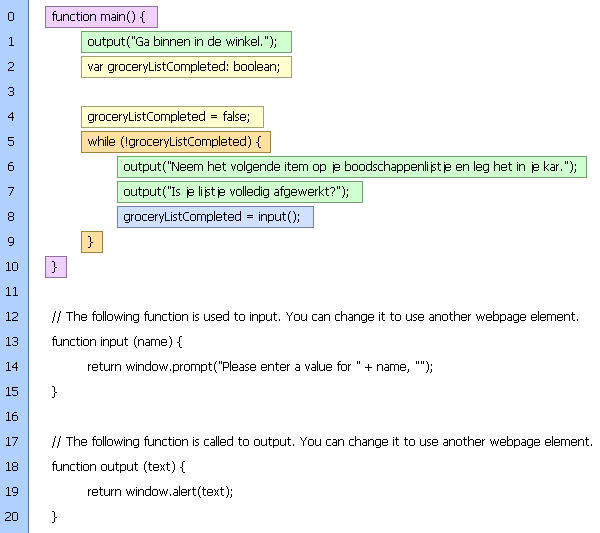 0 function main() {
1 output("Ga binnen in de winkel.");
2 var groceryListCompleted: boolean;
3
4 groceryListCompleted = false;
5 while (!groceryListCompleted) {
6 output("Neem het volgende item op je boodschappenlijstje en leg het in je kar.");
7 output("Is je lijstje volledig afgewerkt?");
8 groceryListCompleted = input();
9 }
10 }
11
12 // The following function is used to input. You can change it to use another webpage element.
13 function input (name) {
14 return window.prompt("Please enter a value for " + name, "");
15 }
16
17 // The following function is called to output. You can change it to use another webpage element.
18 function output (text) {
19 return window.alert(text);
20 }